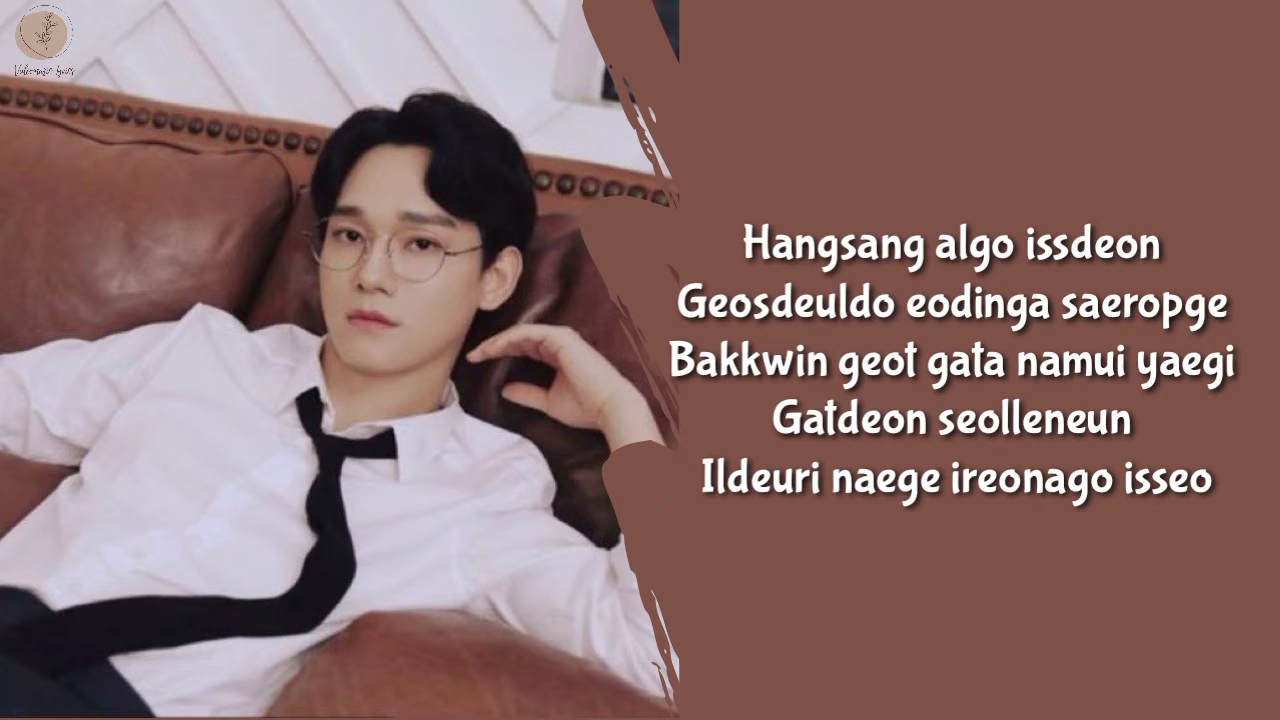 Hangsang algo issdeon
Geosdeuldo eodinga saeropge
Bakkwin geot gata namui yaegi
Gatdeon seolleneun
Ildeuri naege ireonago isseo